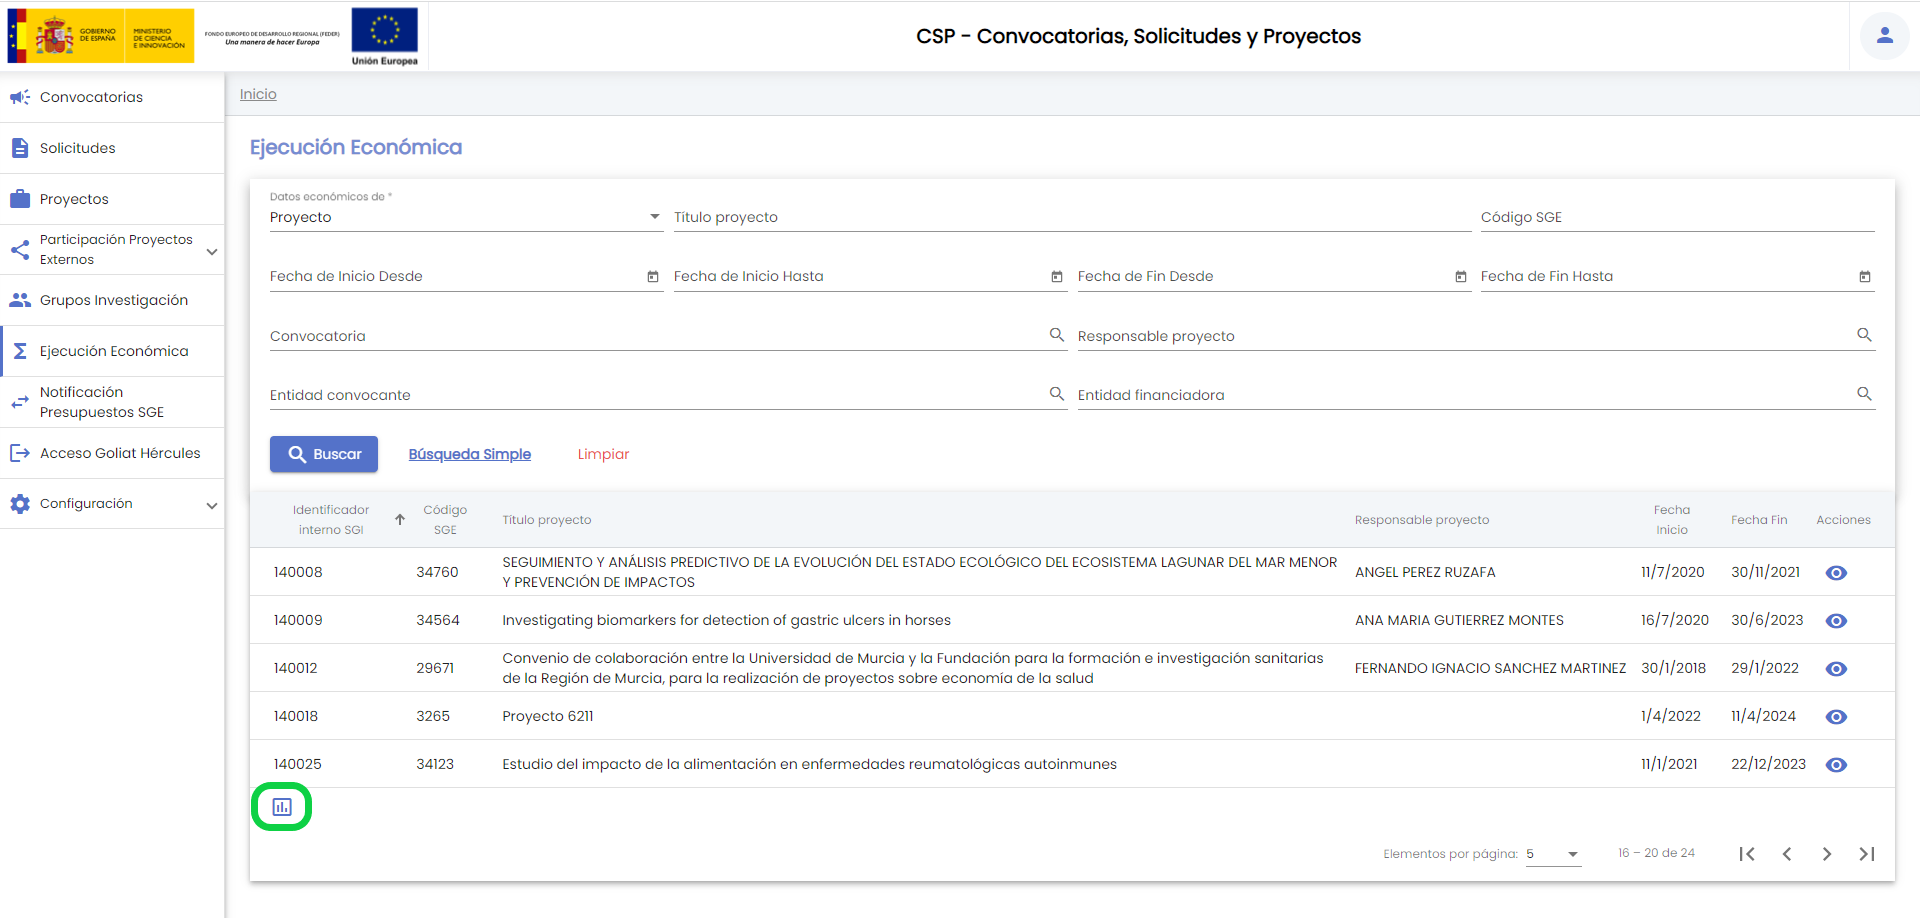 GOBIERNO
DE ESPAÑA
MINISTERIO
DE CIENCIA
E INNOVACIÓN
FONDO EUROPEO DE DESARROLLO REGIONAL (FEDER)
Una manera de hacer Europa
Unión Europea
CSP - Convocatorias, Solicitudes y Proyectos
Convocatorias
Solicitudes
Proyectos
Participación Proyectos
Externos
Grupos Investigación
Ejecución Económica
Notificación
Presupuestos SGE
Acceso Goliat Hércules
Configuración
Inicio
Ejecución Económica
Datos económicos de *
Proyecto
Título proyecto
Código SGE
Fecha de Inicio Desde
Fecha de Inicio Hasta
Fecha de Fin Desde
Fecha de Fin Hasta
Convocatoria
Responsable proyecto
Entidad convocante
Entidad financiadora
Buscar
Búsqueda Simple
Limpiar
Identificador
interno SGI
Código
SGE
Título proyecto
Responsable proyecto
Fecha
Inicio
Fecha Fin
Acciones
140008
34760
SEGUIMIENTO Y ANÁLISIS PREDICTIVO DE LA EVOLUCIÓN DEL ESTADO ECOLÓGICO DEL ECOSISTEMA LAGUNAR DEL MAR MENOR
Y PREVENCIÓN DE IMPACTOS
ANGEL PEREZ RUZAFA
11/7/2020
30/11/2021
140009
34564
Investigating biomarkers for detection of gastric ulcers in horses
ANA MARIA GUTIERREZ MONTES
16/7/2020
30/6/2023
140012
29671
Convenio de colaboración entre la Universidad de Murcia y la Fundación para la formación e investigación sanitarias
de la Región de Murcia, para la realización de proyectos sobre economía de la salud
FERNANDO IGNACIO SANCHEZ MARTINEZ
30/1/2018
29/1/2022
140018
3265
Proyecto 6211
1/4/2022
11/4/2024
140025
34123
Estudio del impacto de la alimentación en enfermedades reumatológicas autoinmunes
11/1/2021
22/12/2023
Elementos por página: 5
16 – 20 de 24